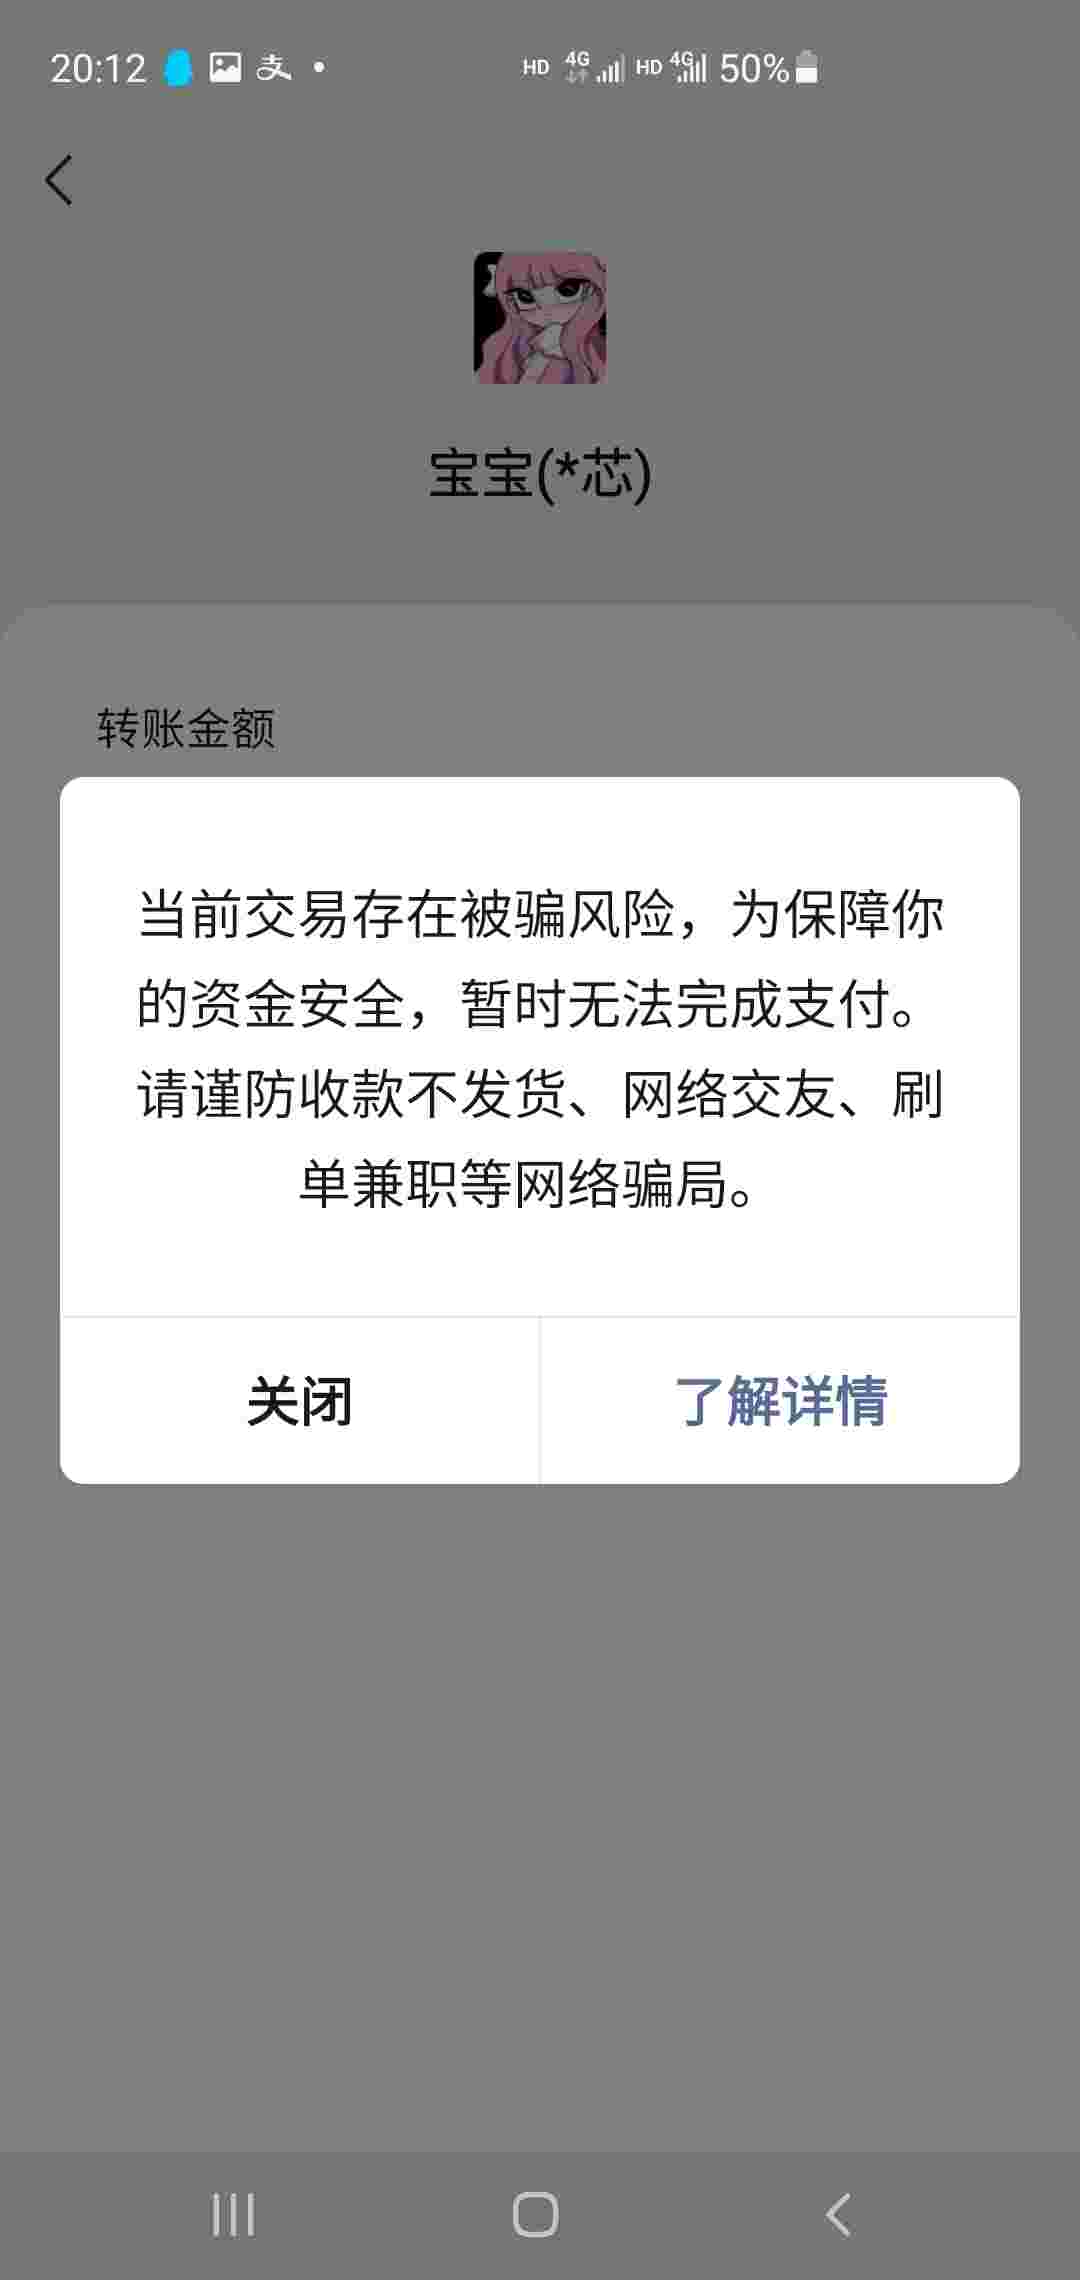 20:12 支 HD 4G HD 4G 50%
宝宝(*芯)
转账金额
当前交易存在被骗风险，为保障你
的资金安全，暂时无法完成支付。
请谨防收款不发货、网络交友、刷
单兼职等网络骗局。
关闭 了解详情